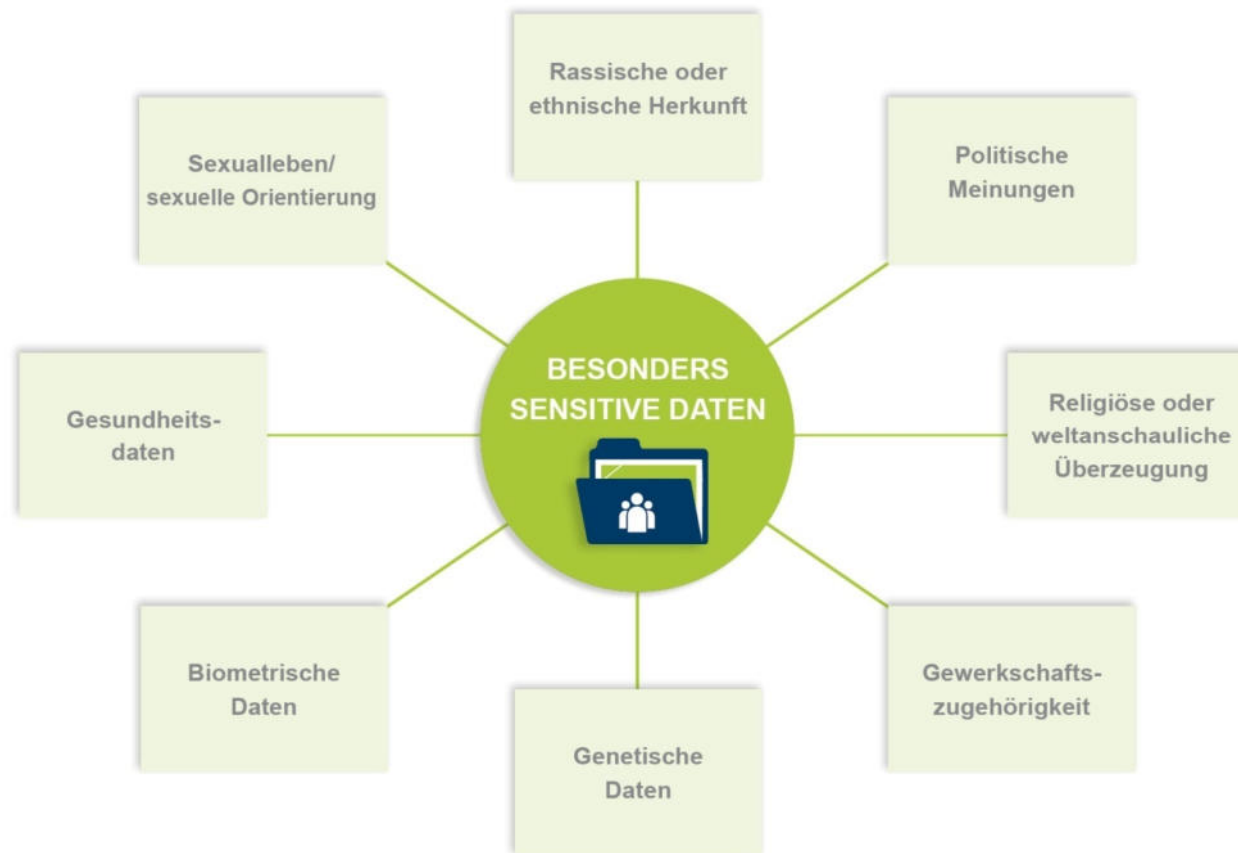 Rassische oder
ethnische Herkunft
Sexualleben/
sexuelle Orientierung
Politische
Meinungen
BESONDERS
SENSITIVE DATEN
Gesundheits-
daten
Religiöse oder
weltanschauliche
Überzeugung
Biometrische
Daten
Gewerkschafts-
zugehörigkeit
Genetische
Daten